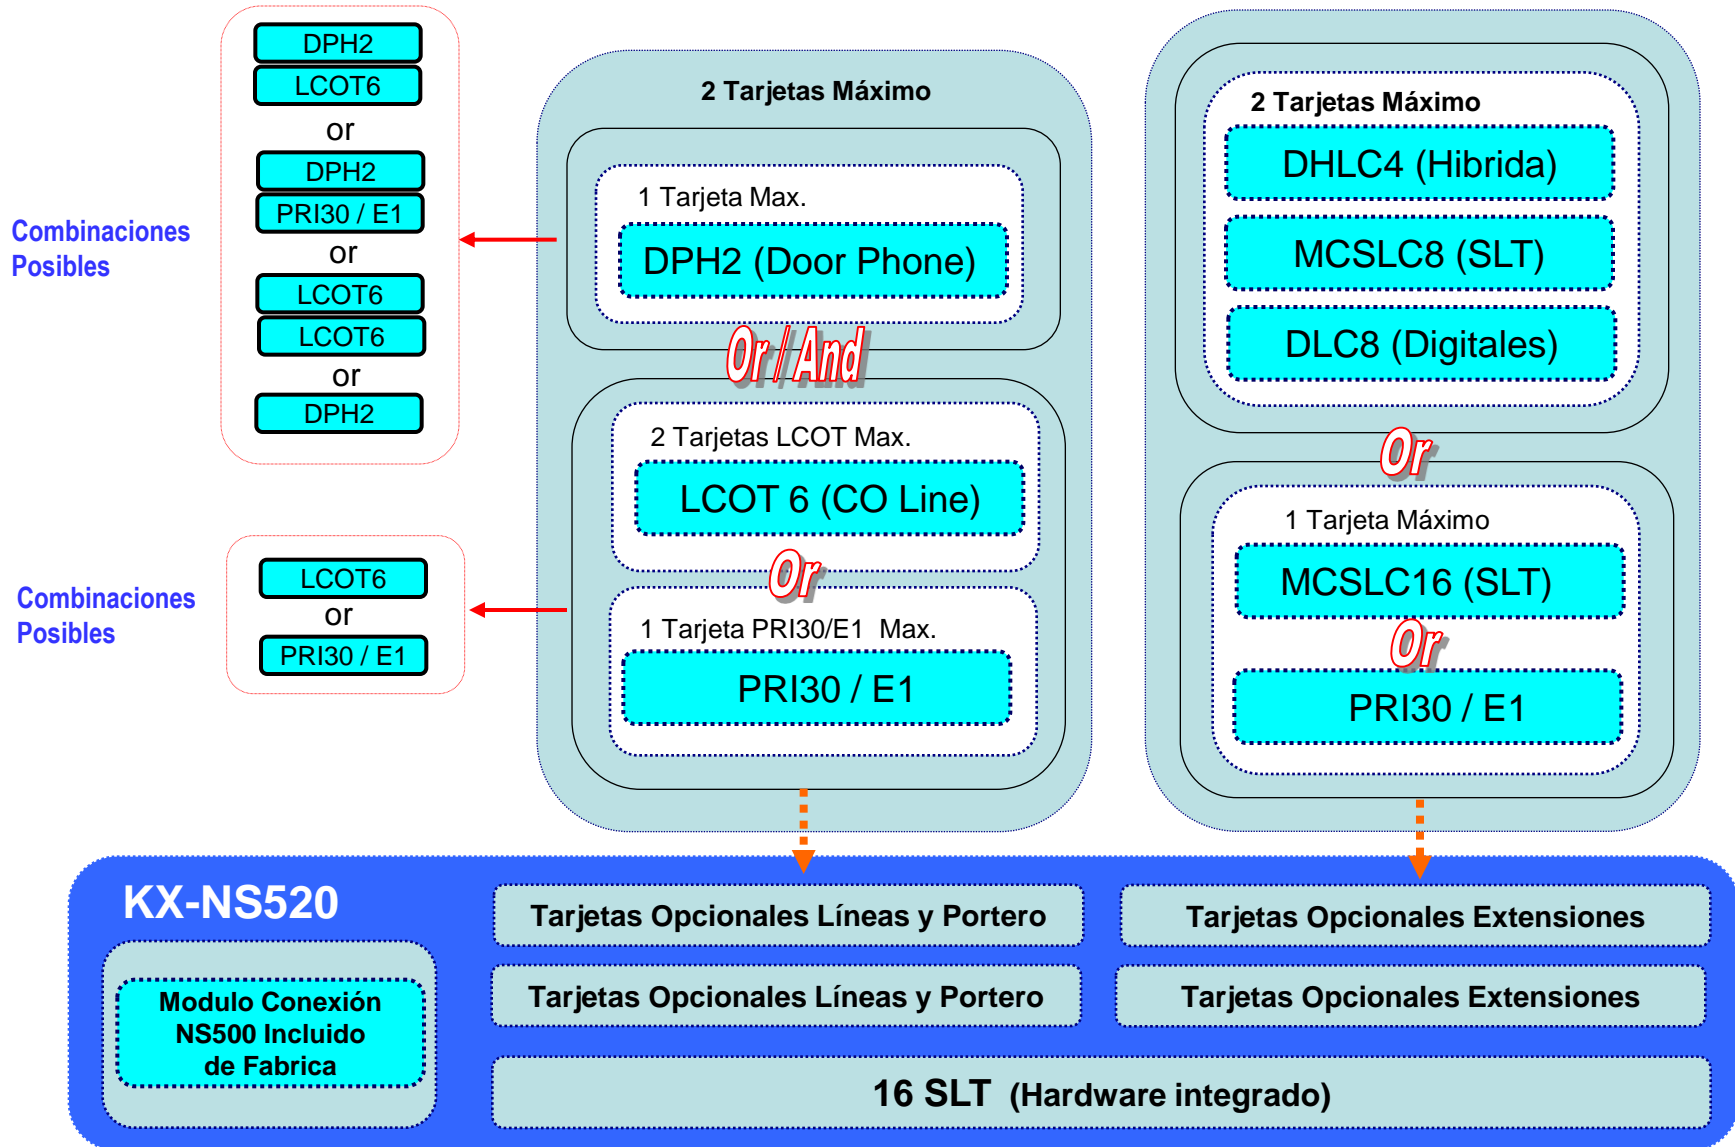 DPH2
LCOT6
or
DPH2
PRI30 / E1
or
LCOT6
LCOT6
or
DPH2
Combinaciones
Posibles
LCOT6
or
PRI30 / E1
Combinaciones
Posibles
2 Tarjetas Máximo
1 Tarjeta Max.
DPH2 (Door Phone)
Or / And
2 Tarjetas LCOT Max.
LCOT 6 (CO Line)
Or
1 Tarjeta PRI30/E1 Max.
PRI30 / E1
2 Tarjetas Máximo
DHLC4 (Hibrida)
MCSLC8 (SLT)
DLC8 (Digitales)
Or
1 Tarjeta Máximo
MCSLC16 (SLT)
Or
PRI30 / E1
KX-NS520
Modulo Conexión
NS500 Incluido
de Fabrica
Tarjetas Opcionales Líneas y Portero
Tarjetas Opcionales Extensiones
Tarjetas Opcionales Líneas y Portero
Tarjetas Opcionales Extensiones
16 SLT (Hardware integrado)